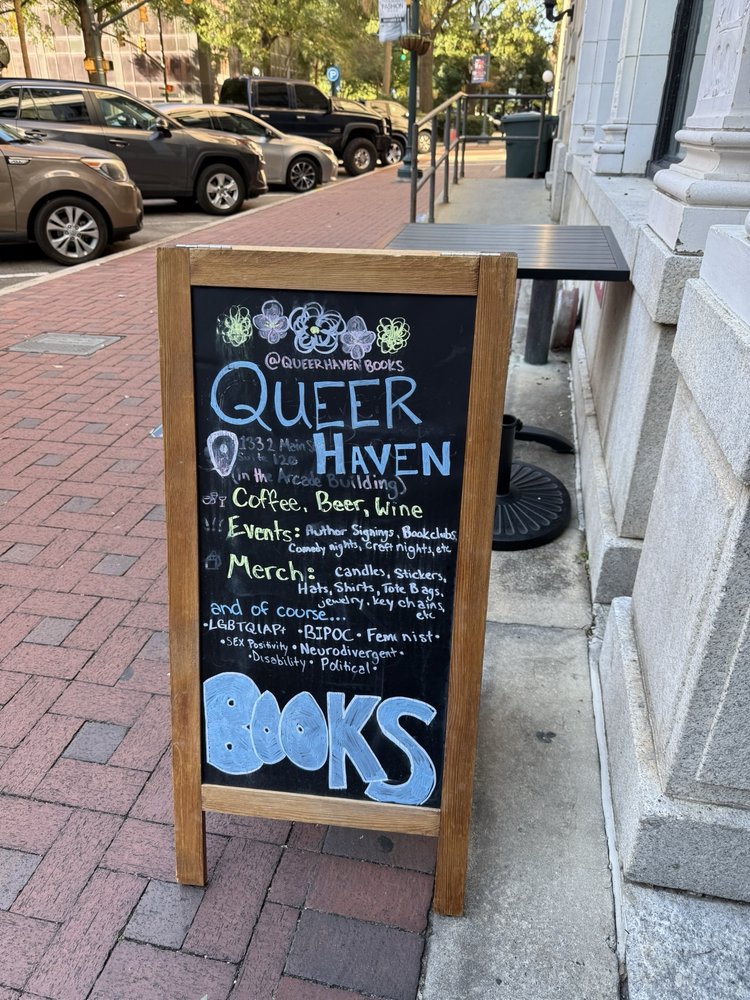 @QUEERHAVEN BOOKS
QUEER
HAVEN
1332 Main St
Suite 120
(in the Arcade Building)
Coffee, Beer, Wine
Events: Author Signings, Bookclubs,
Comedy nights, Craft nights, etc
Merch: Candles, Stickers,
Hats, Shirts, Tote Bags,
jewelry, key chains,
etc
and of course....
•LGBTQIAP+ •BIPOC •Feminist•
•SEX Positivity •Neurodivergent•
•Disability• Political•
BOOKS
P